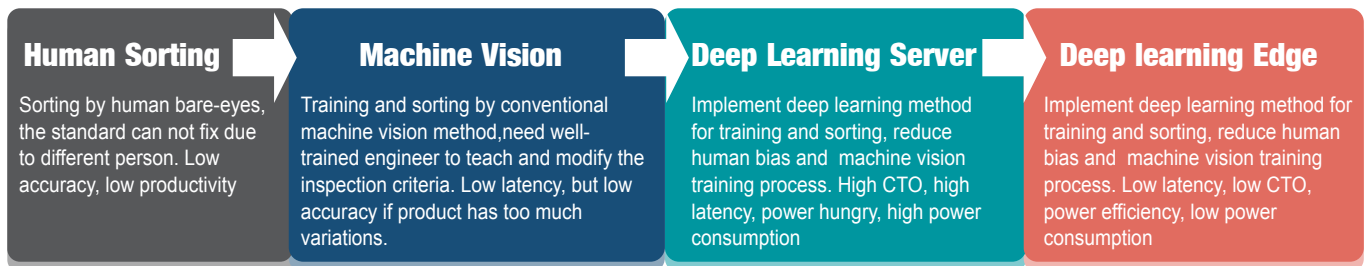 Human Sorting
Sorting by human bare-eyes,
the standard can not fix due
to different person. Low
accuracy, low productivity
Machine Vision
Training and sorting by conventional
machine vision method,need well-
trained engineer to teach and modify the
inspection criteria. Low latency, but low
accuracy if product has too much
variations.
Deep Learning Server
Implement deep learning method
for training and sorting, reduce
human bias and  machine vision
training process. High CTO, high
latency, power hungry, high power
consumption
Deep learning Edge
Implement deep learning method for
training and sorting, reduce human
bias and  machine vision training
process. Low latency, low CTO,
power efficiency, low power
consumption